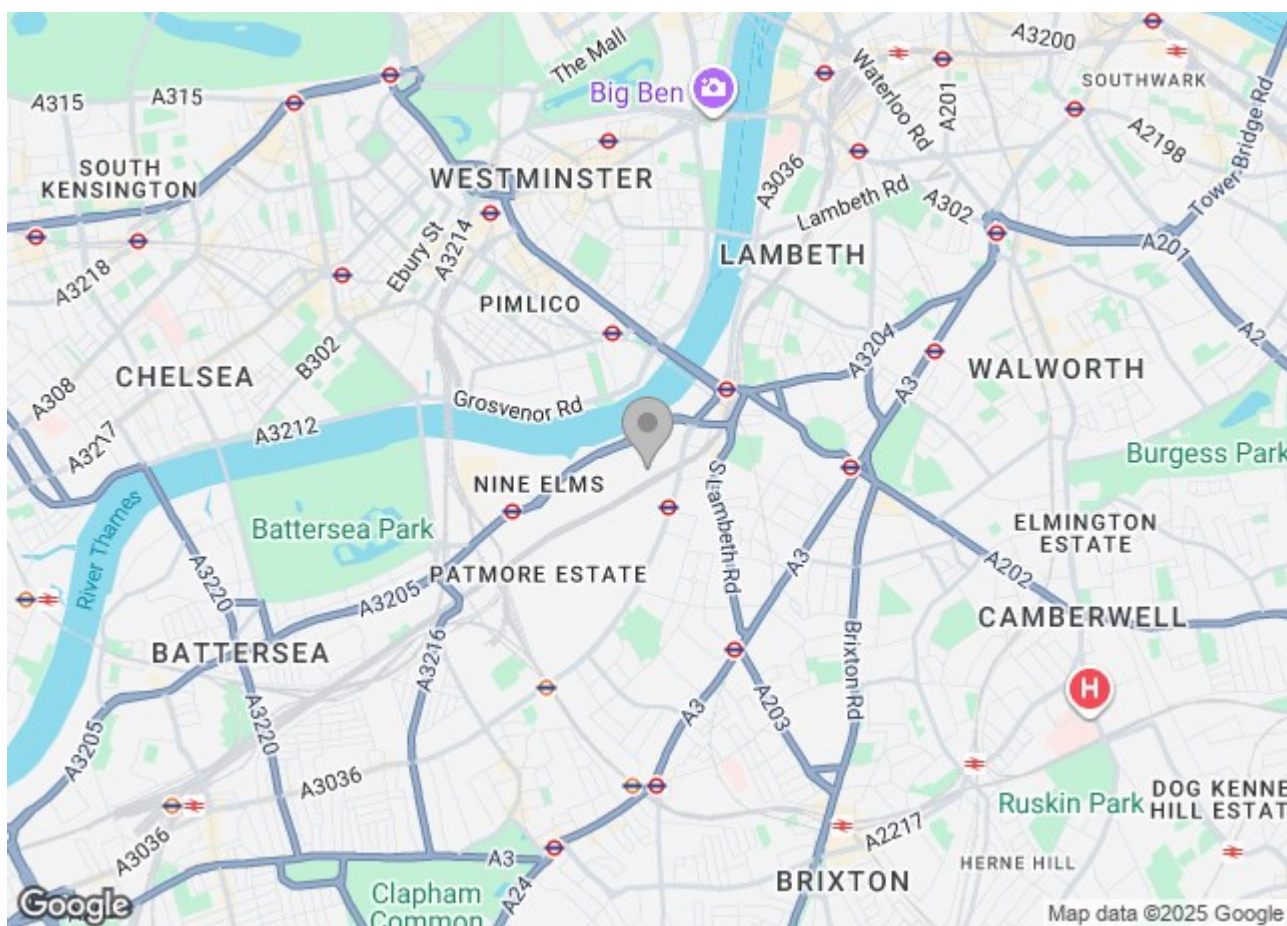 A3200
The Mall
SOUTHWARK
Big Ben
Waterloo Rd
A201
A315
A315
A2198
Tower Bridge Rd
SOUTH
KENSINGTON
WESTMINSTER
A3036
Lambeth Rd
A302
A3214
Ebury St
A201
LAMBETH
A3218
PIMLICO
A2
B302
A3204
CHELSEA
WALWORTH
A308
A3
Grosvenor Rd
A3212
A3217
Burgess Park
NINE ELMS
S Lambeth Rd
River Thames
Battersea Park
ELMINGTON
ESTATE
A3
A202
PATMORE ESTATE
A3220
A3205
CAMBERWELL
BATTERSEA
A3216
Brixton Rd
A203
A3
A3205
A3220
A3036
DOG KENNE
HILL ESTAT
Ruskin Park
A3036
A2217
A3
HERNE HILL
A24
BRIXTON
Clapham
Common
H
Google
Map data ©2025 Google